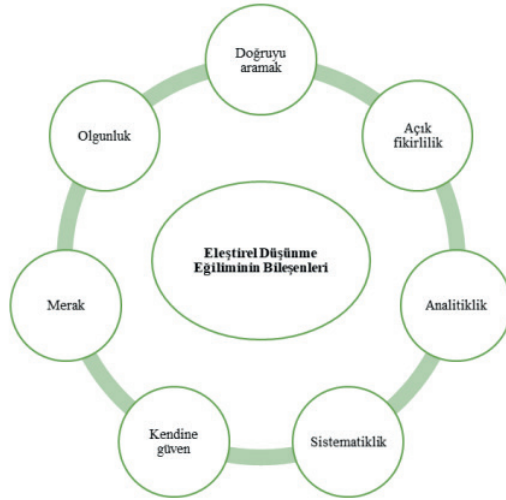 Doğruyu
aramak
Açık
fikirlilik
Analitiklik
Sistematiklik
Kendine
güven
Merak
Olgunluk
Eleştirel Düşünme
Eğiliminin Bileşenleri